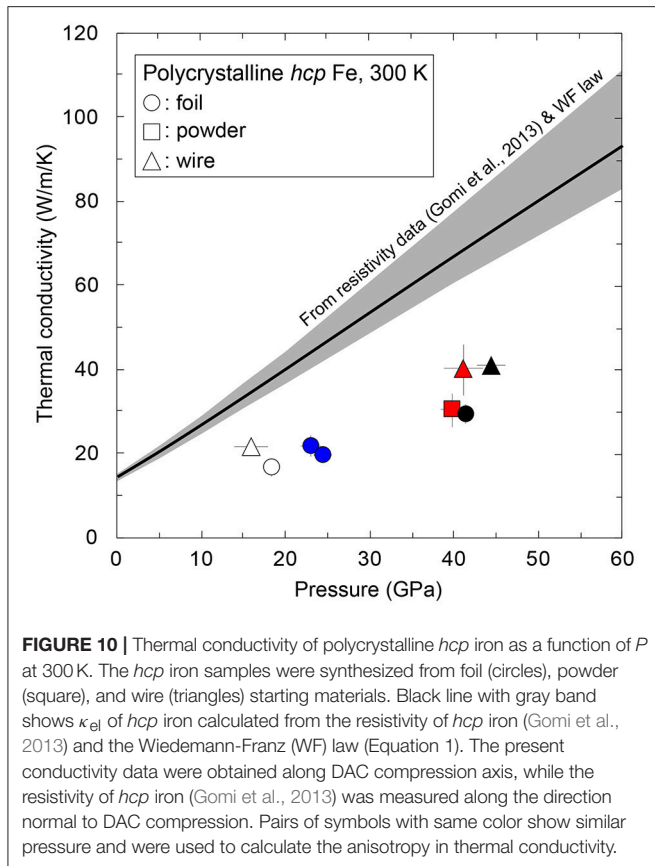 120
100
80
60
40
20
0
Thermal conductivity (W/m/K)
Polycrystalline hcp Fe, 300 K
○: foil
□: powder
△: wire
From resistivity data (Gomi et al., 2013) & WF law
0 10 20 30 40 50 60
Pressure (GPa)
FIGURE 10 | Thermal conductivity of polycrystalline hcp iron as a function of P
at 300 K. The hcp iron samples were synthesized from foil (circles), powder
(square), and wire (triangles) starting materials. Black line with gray band
shows κel of hcp iron calculated from the resistivity of hcp iron (Gomi et al.,
2013) and the Wiedemann-Franz (WF) law (Equation 1). The present
conductivity data were obtained along DAC compression axis, while the
resistivity of hcp iron (Gomi et al., 2013) was measured along the direction
normal to DAC compression. Pairs of symbols with same color show similar
pressure and were used to calculate the anisotropy in thermal conductivity.